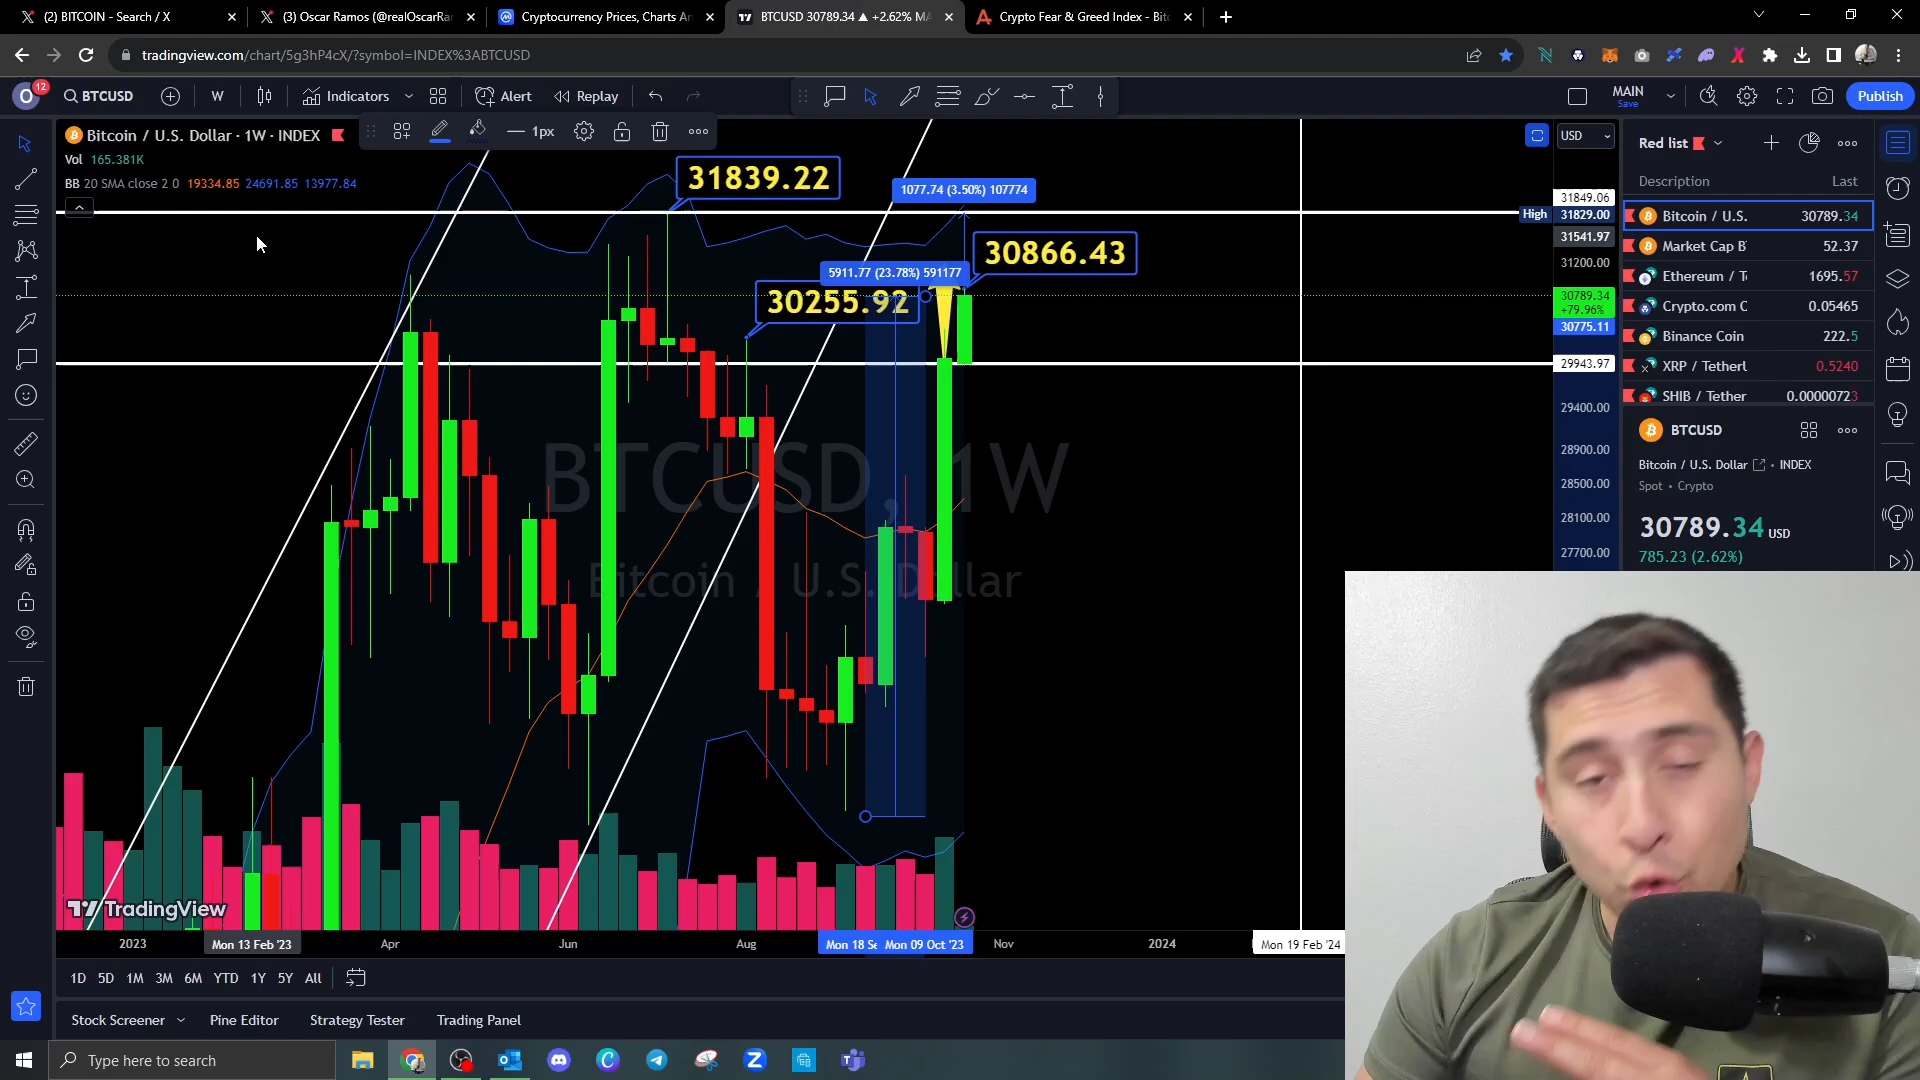 (2) BITCOIN - Search / X
(3) Oscar Ramos (@realOscarRa
Cryptocurrency Prices, Charts Ar
BTCUSD 30789.34 ▲ +2.62% MA
Crypto Fear & Greed Index - Bit
tradingview.com/chart/5g3hP4cX/?symbol=INDEX%3ABTCUSD
O 12 BTCUSD W Indicators Alert Replay MAIN Save Publish
Bitcoin / U.S. Dollar · 1W · INDEX
1px
Vol 165.381K
BB 20 SMA close 2 0 19334.85 24691.85 13977.84
31839.22
1077.74 (3.50%) 107774
30866.43
5911.77 (23.78%) 591177
30255.92
BTCUSD, 1W
Bitcoin / U.S. Dollar
USD
31849.06
High 31829.00
31541.97
31200.00
30789.34
+79.96%
30775.11
29943.97
29400.00
28900.00
28500.00
28100.00
27700.00
Red list
Description Last
Bitcoin / U.S. 30789.34
Market Cap B 52.37
Ethereum / T 1695.57
Crypto.com C 0.05465
Binance Coin 222.5
XRP / Tetherl 0.5240
SHIB / Tether 0.00000723
BTCUSD
Bitcoin / U.S. Dollar • INDEX
Spot • Crypto
30789.34 USD
785.23 (2.62%)
TradingView
2023 Mon 13 Feb '23 Apr Jun Aug Mon 18 Se Mon 09 Oct '23 Nov 2024 Mon 19 Feb '24
1D 5D 1M 3M 6M YTD 1Y 5Y All
Stock Screener Pine Editor Strategy Tester Trading Panel
Type here to search